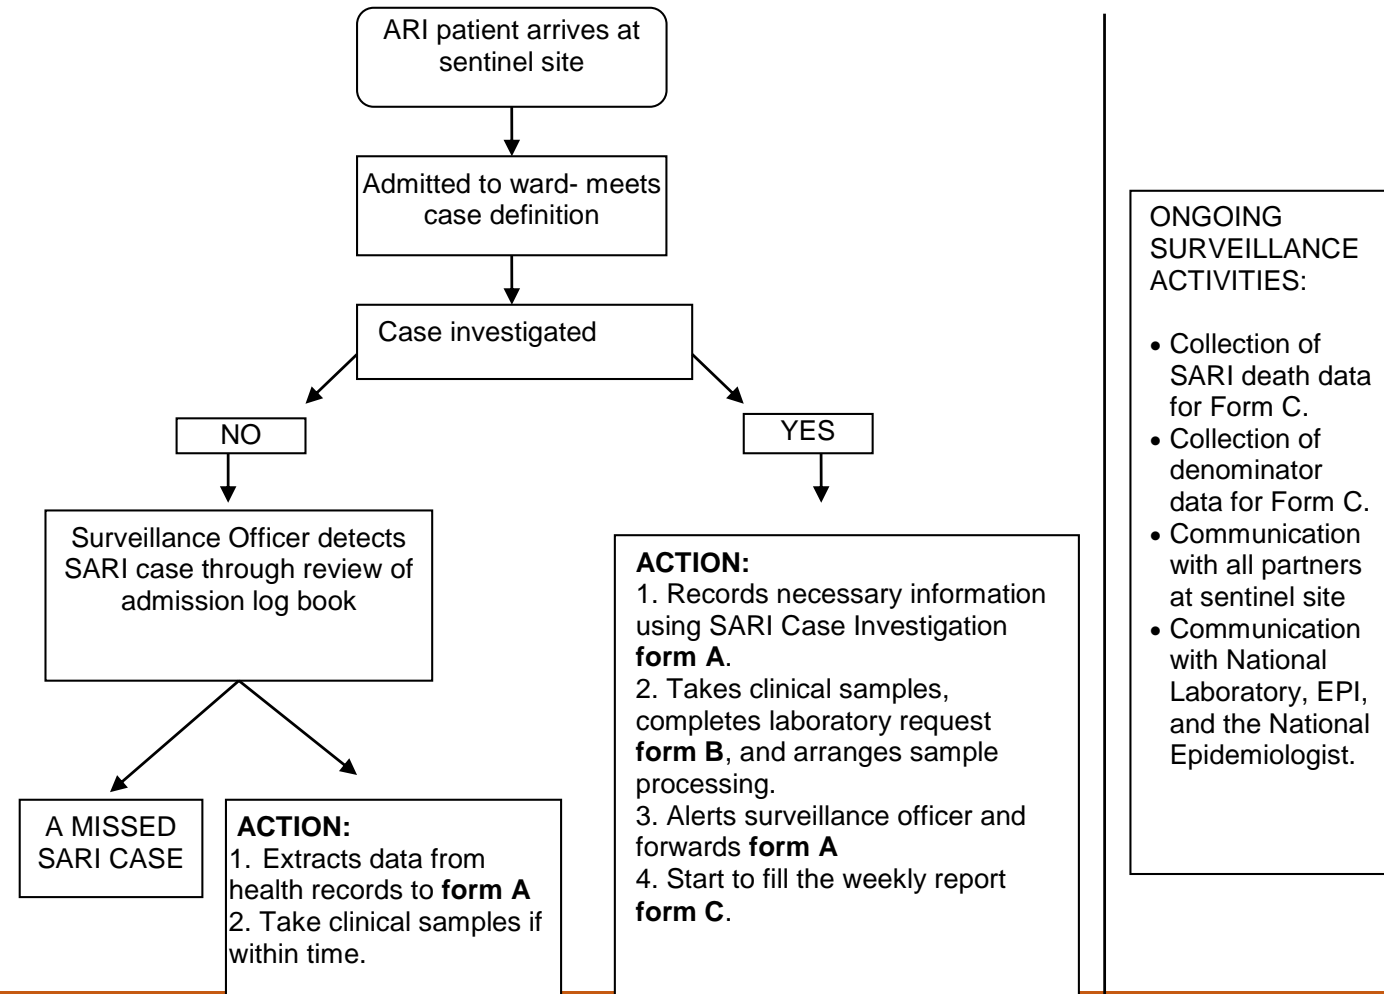 ARI patient arrives at
sentinel site
Admitted to ward- meets
case definition
Case investigated
NO
YES
Surveillance Officer detects
SARI case through review of
admission log book
A MISSED
SARI CASE
ACTION:
1. Extracts data from
health records to form A
2. Take clinical samples if
within time.
ACTION:
1. Records necessary information
using SARI Case Investigation
form A.
2. Takes clinical samples,
completes laboratory request
form B, and arranges sample
processing.
3. Alerts surveillance officer and
forwards form A
4. Start to fill the weekly report
form C.
ONGOING
SURVEILLANCE
ACTIVITIES:
• Collection of
SARI death data
for Form C.
• Collection of
denominator
data for Form C.
• Communication
with all partners
at sentinel site
• Communication
with National
Laboratory, EPI,
and the National
Epidemiologist.